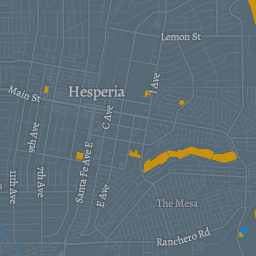 Lemon St
Hesperia
Main St
I Ave
C Ave
9th Ave
Santa Fe Ave E
7th Ave
11th Ave
E Ave
The Mesa
Ranchero Rd